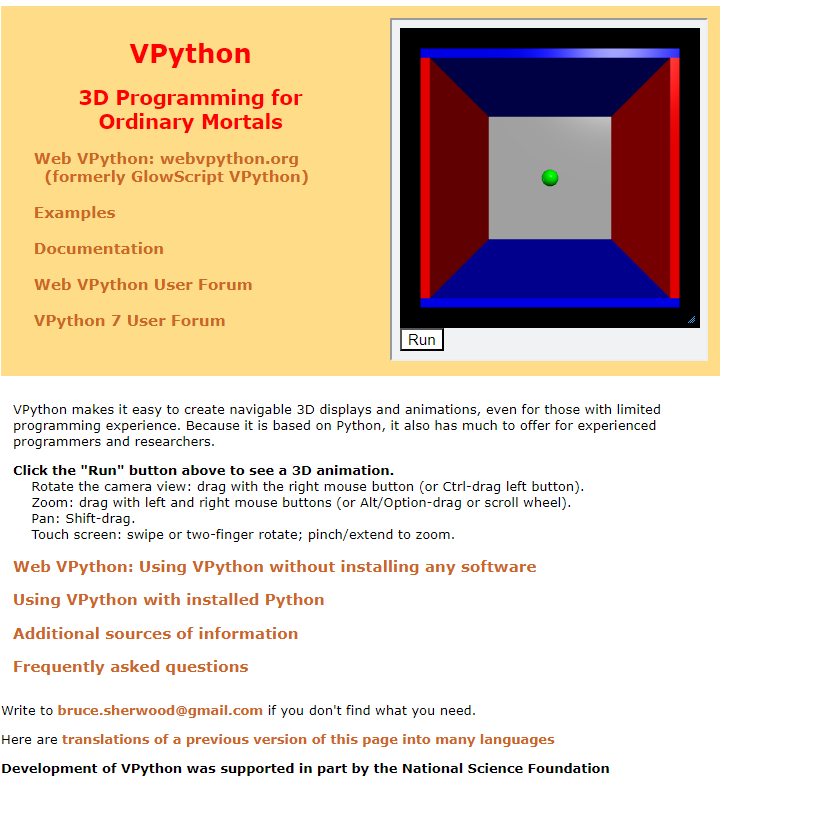 VPython
3D Programming for
Ordinary Mortals
Web VPython: webvpython.org
(formerly GlowScript VPython)
Examples
Documentation
Web VPython User Forum
VPython 7 User Forum
Run
VPython makes it easy to create navigable 3D displays and animations, even for those with limited
programming experience. Because it is based on Python, it also has much to offer for experienced
programmers and researchers.
Click the "Run" button above to see a 3D animation.
Rotate the camera view: drag with the right mouse button (or Ctrl-drag left button).
Zoom: drag with left and right mouse buttons (or Alt/Option-drag or scroll wheel).
Pan: Shift-drag.
Touch screen: swipe or two-finger rotate; pinch/extend to zoom.
Web VPython: Using VPython without installing any software
Using VPython with installed Python
Additional sources of information
Frequently asked questions
Write to bruce.sherwood@gmail.com if you don't find what you need.
Here are translations of a previous version of this page into many languages
Development of VPython was supported in part by the National Science Foundation